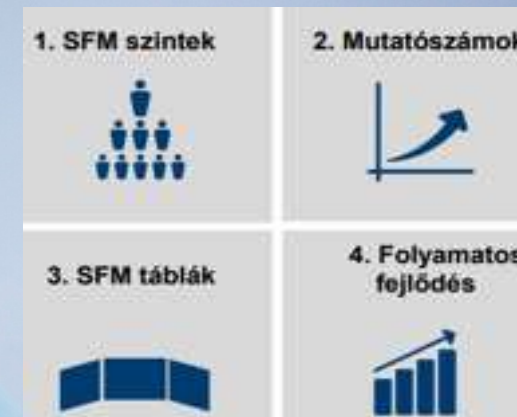 1. SFM szintek
2. Mutatószámok
3. SFM táblák
4. Folyamatos
fejlődés